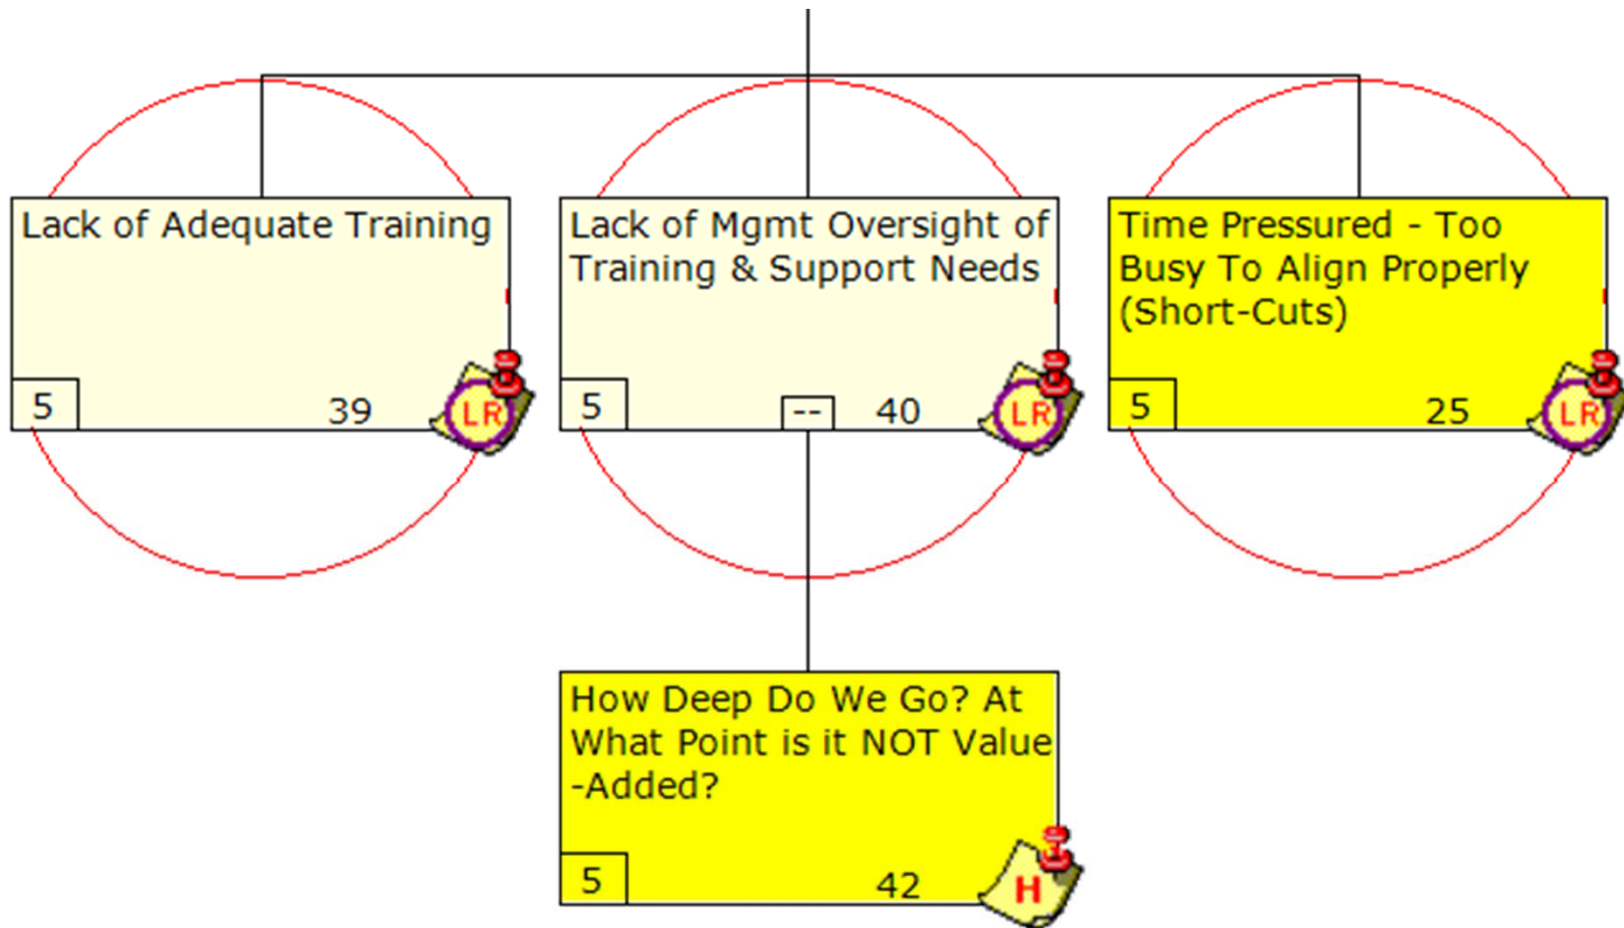 Lack of Adequate Training
5
39
LR
Lack of Mgmt Oversight of
Training & Support Needs
5
--
40
LR
Time Pressured - Too
Busy To Align Properly
(Short-Cuts)
5
25
LR
How Deep Do We Go? At
What Point is it NOT Value
-Added?
5
42
H